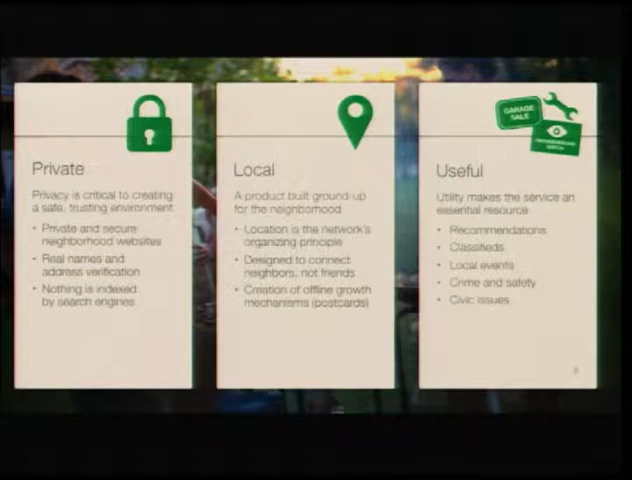 GARAGE
SALE
NEIGHBORHOOD
WATCH
Private
Privacy is critical to creating
a safe, trusting environment
• Private and secure
neighborhood websites
• Real names and
address verification
• Nothing is indexed
by search engines
Local
A product built ground-up
for the neighborhood
• Location is the network's
organizing principle
• Designed to connect
neighbors, not friends
• Creation of offline growth
mechanisms (postcards)
Useful
Utility makes the service an
essential resource
• Recommendations
• Classifieds
• Local events
• Crime and safety
• Civic issues